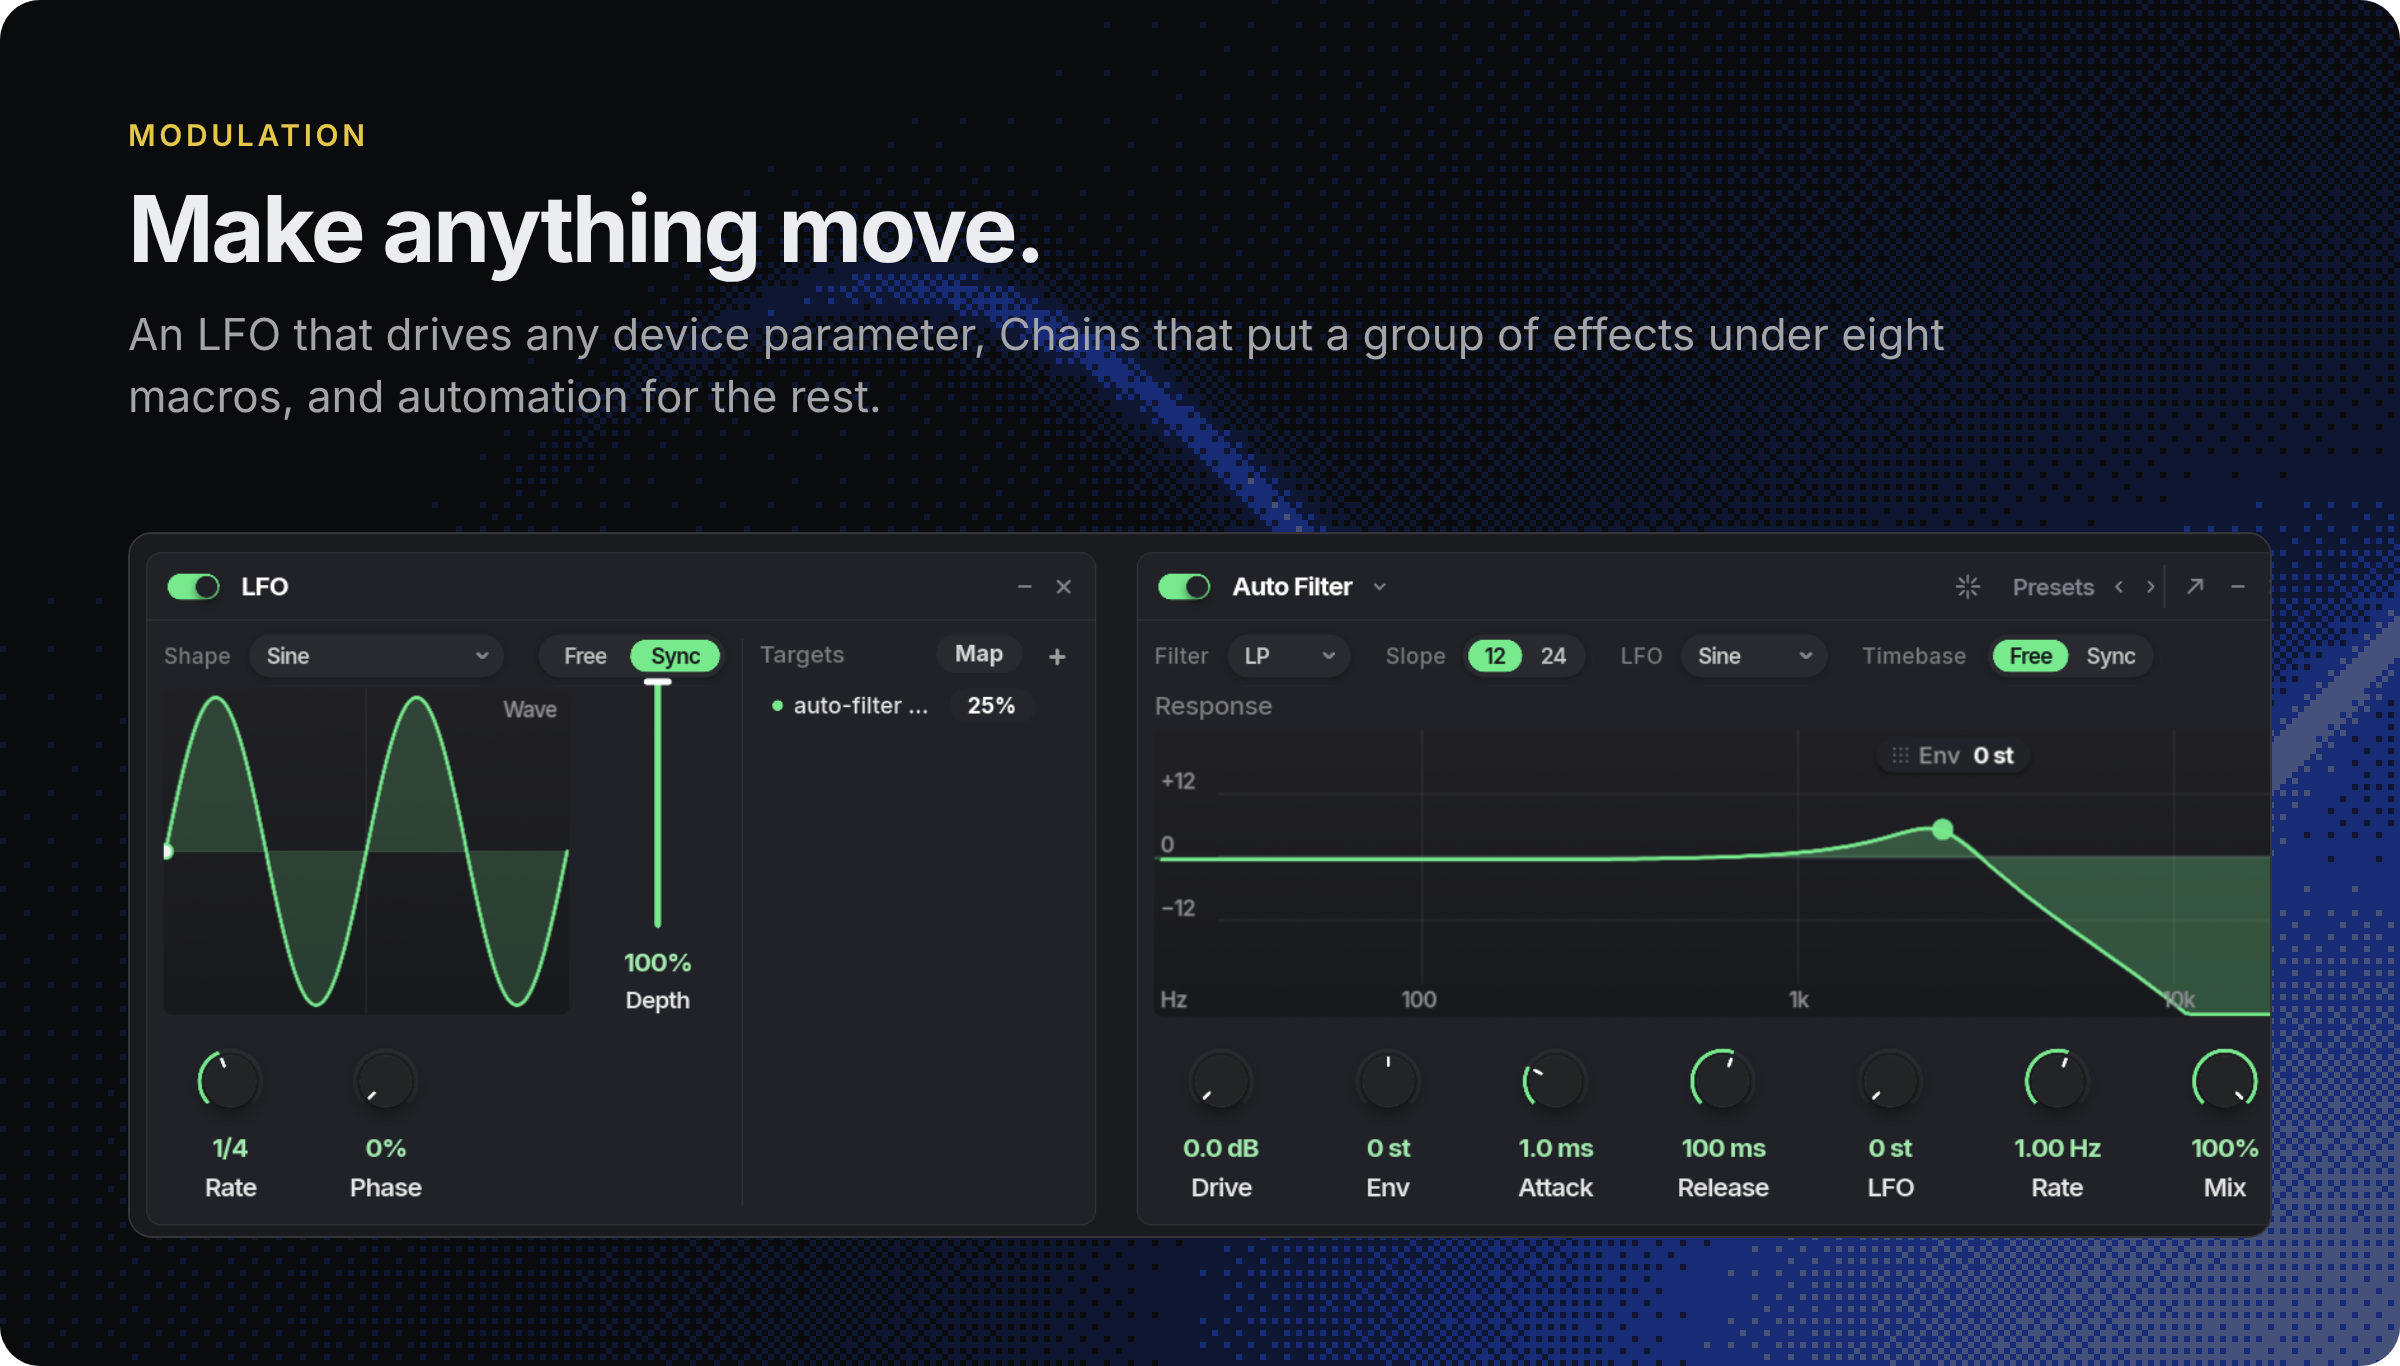 MODULATION
Make anything move.
An LFO that drives any device parameter, Chains that put a group of effects under eight
macros, and automation for the rest.
LFO
Shape Sine Free Sync
Wave
100%
Depth
1/4 0%
Rate Phase
Targets Map +
auto-filter ... 25%
Auto Filter Presets
Filter LP Slope 12 24 LFO Sine Timebase Free Sync
Response
Env 0 st
+12
0
−12
Hz 100 1k 10k
0.0 dB 0 st 1.0 ms 100 ms 0 st 1.00 Hz 100%
Drive Env Attack Release LFO Rate Mix